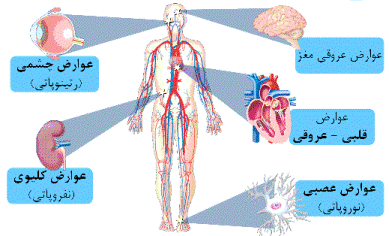 عوارض عروقی مغز
عوارض چشمی
(رتینوپاتی)
عوارض
قلبی - عروقی
عوارض کلیوی
(نفروپاتی)
عوارض عصبی
(نوروپاتی)